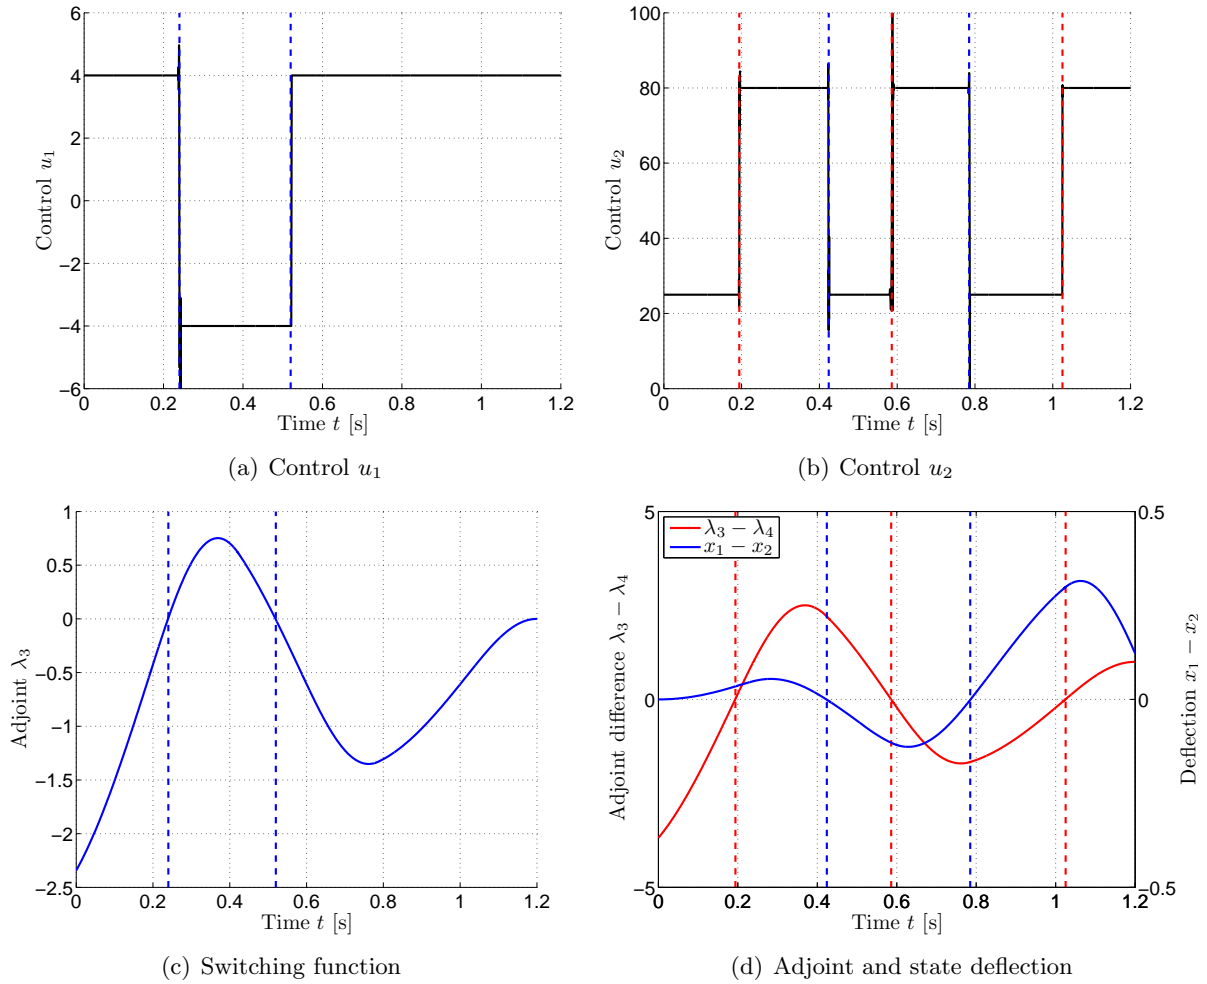 6
4
2
0
−2
−4
−6
0 0.2 0.4 0.6 0.8 1 1.2
Control u₁
Time t [s]
(a) Control u₁
100
80
60
40
20
0
0 0.2 0.4 0.6 0.8 1 1.2
Control u₂
Time t [s]
(b) Control u₂
1
0.5
0
−0.5
−1
−1.5
−2
−2.5
0 0.2 0.4 0.6 0.8 1 1.2
Adjoint λ₃
Time t [s]
(c) Switching function
λ₃ − λ₄
x₁ − x₂
5
0
−5
0.5
0
−0.5
0 0.2 0.4 0.6 0.8 1 1.2
Adjoint difference λ₃ − λ₄
Deflection x₁ − x₂
Time t [s]
(d) Adjoint and state deflection